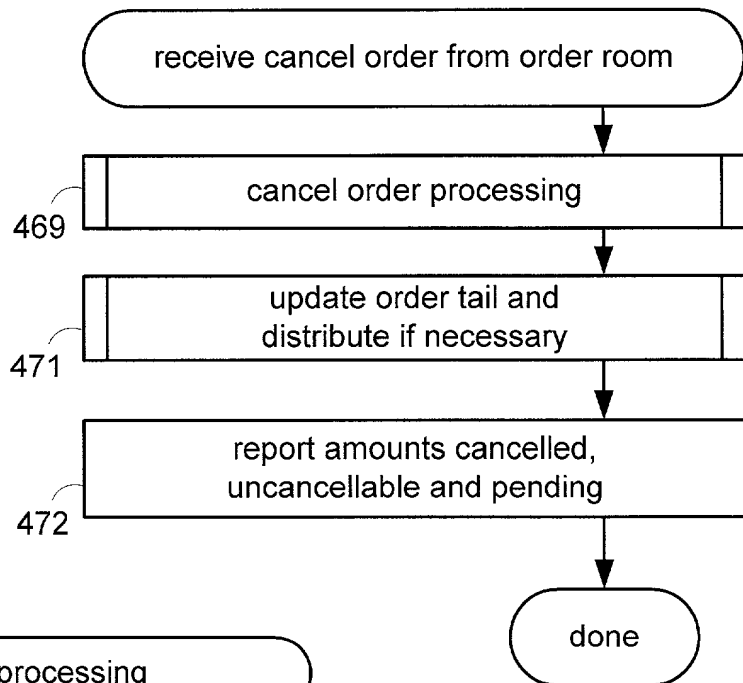 receive cancel order from order room
cancel order processing
469
update order tail and
distribute if necessary
471
report amounts cancelled,
uncancellable and pending
472
done
processing